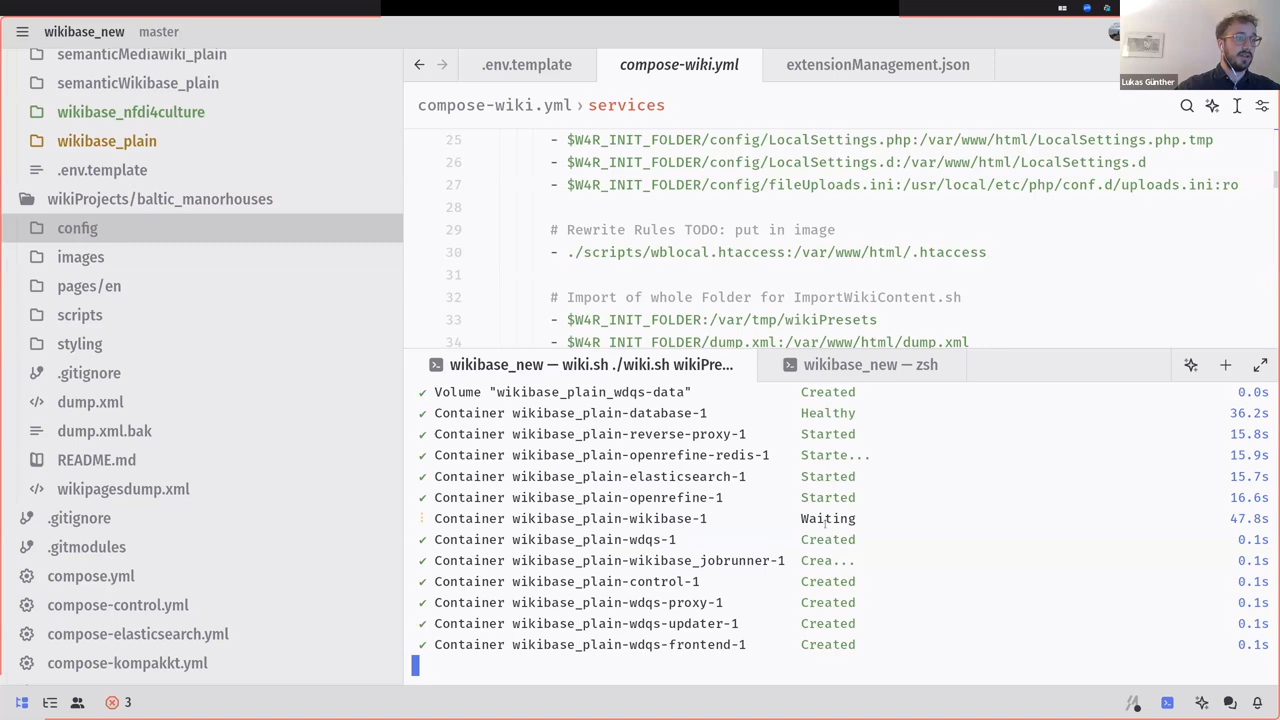 wikibase_new master
semanticMediawiki_plain
semanticWikibase_plain
wikibase_nfdi4culture
wikibase_plain
.env.template
wikiProjects/baltic_manorhouses
config
images
pages/en
scripts
styling
.gitignore
dump.xml
dump.xml.bak
README.md
wikipagesdump.xml
.gitignore
.gitmodules
compose.yml
compose-control.yml
compose-elasticsearch.yml
compose-kompakkt.yml
3
.env.template compose-wiki.yml extensionManagement.json
Lukas Günther
compose-wiki.yml › services
25 - $W4R_INIT_FOLDER/config/LocalSettings.php:/var/www/html/LocalSettings.php.tmp
26 - $W4R_INIT_FOLDER/config/LocalSettings.d:/var/www/html/LocalSettings.d
27 - $W4R_INIT_FOLDER/config/fileUploads.ini:/usr/local/etc/php/conf.d/uploads.ini:ro
28
29 # Rewrite Rules TODO: put in image
30 - ./scripts/wblocal.htaccess:/var/www/html/.htaccess
31
32 # Import of whole Folder for ImportWikiContent.sh
33 - $W4R_INIT_FOLDER:/var/tmp/wikiPresets
34 - $W4R_INIT_FOLDER/dump.xml:/var/www/html/dump.xml
wikibase_new — wiki.sh ./wiki.sh wikiPre... wikibase_new — zsh
✔ Volume "wikibase_plain_wdqs-data" Created 0.0s
✔ Container wikibase_plain-database-1 Healthy 36.2s
✔ Container wikibase_plain-reverse-proxy-1 Started 15.8s
✔ Container wikibase_plain-openrefine-redis-1 Starte... 15.9s
✔ Container wikibase_plain-elasticsearch-1 Started 15.7s
✔ Container wikibase_plain-openrefine-1 Started 16.6s
⋮ Container wikibase_plain-wikibase-1 Waiting 47.8s
✔ Container wikibase_plain-wdqs-1 Created 0.1s
✔ Container wikibase_plain-wikibase_jobrunner-1 Crea... 0.1s
✔ Container wikibase_plain-control-1 Created 0.1s
✔ Container wikibase_plain-wdqs-proxy-1 Created 0.1s
✔ Container wikibase_plain-wdqs-updater-1 Created 0.1s
✔ Container wikibase_plain-wdqs-frontend-1 Created 0.1s